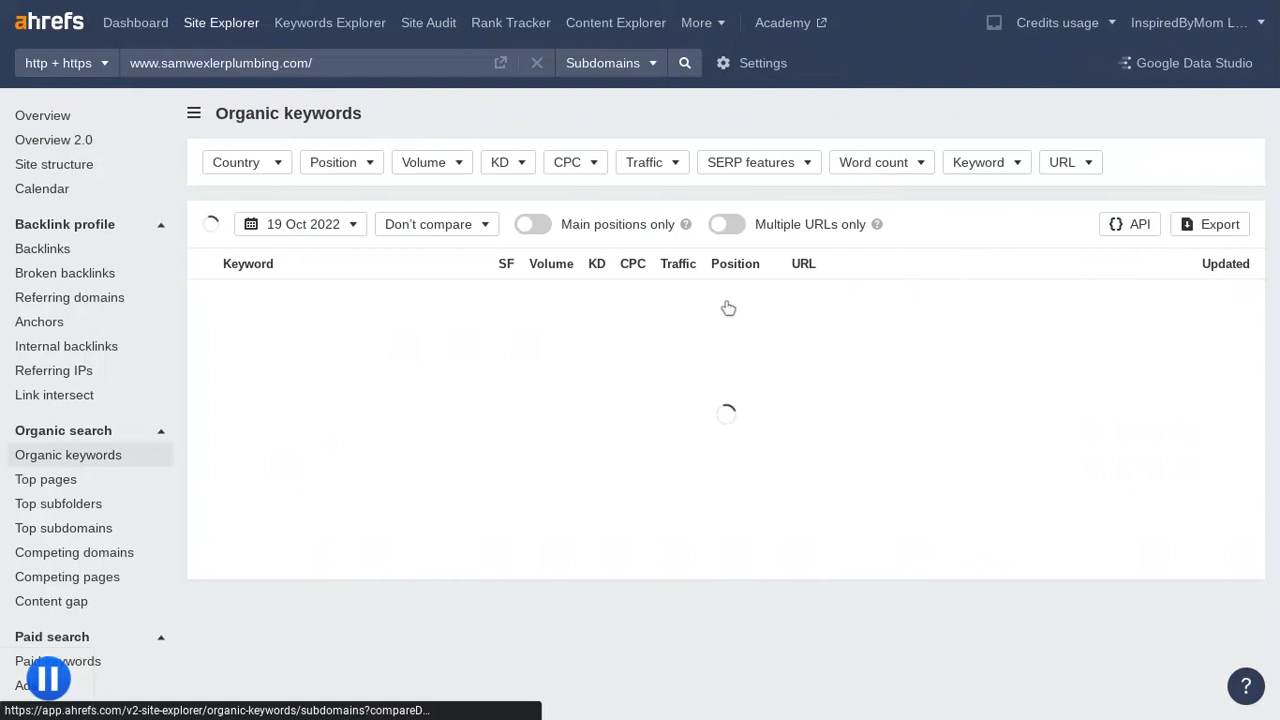 ahrefs Dashboard Site Explorer Keywords Explorer Site Audit Rank Tracker Content Explorer More Academy Credits usage InspiredByMom L...
http + https www.samwexlerplumbing.com/ Subdomains Settings Google Data Studio
Overview
Overview 2.0
Site structure
Calendar
Backlink profile
Backlinks
Broken backlinks
Referring domains
Anchors
Internal backlinks
Referring IPs
Link intersect
Organic search
Organic keywords
Top pages
Top subfolders
Top subdomains
Competing domains
Competing pages
Content gap
Paid search
Organic keywords
Country Position Volume KD CPC Traffic SERP features Word count Keyword URL
19 Oct 2022 Don't compare Main positions only ? Multiple URLs only ? API Export
Keyword SF Volume KD CPC Traffic Position URL Updated
?
https://app.ahrefs.com/v2-site-explorer/organic-keywords/subdomains?compareD...